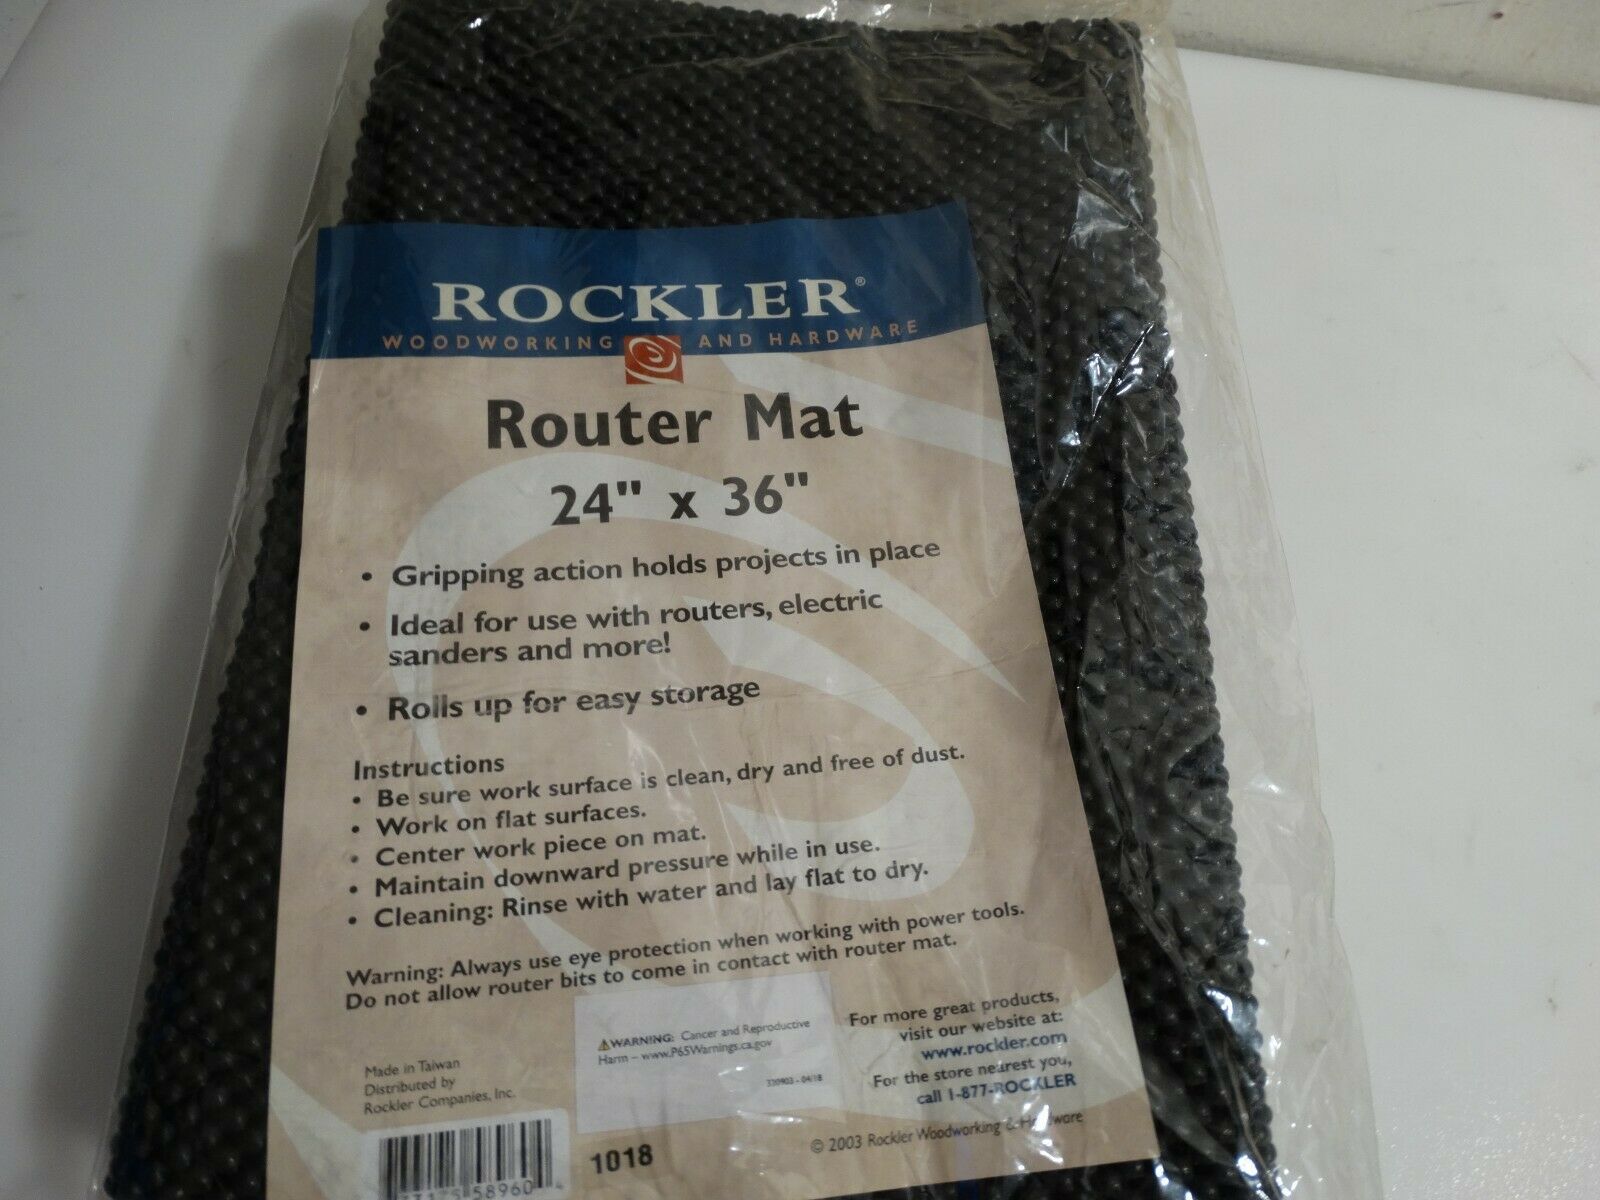 ROCKLER®
WOODWORKING AND HARDWARE
Router Mat
24" x 36"
• Gripping action holds projects in place
• Ideal for use with routers, electric
sanders and more!
• Rolls up for easy storage
Instructions
• Be sure work surface is clean, dry and free of dust.
• Work on flat surfaces.
• Center work piece on mat.
• Maintain downward pressure while in use.
• Cleaning: Rinse with water and lay flat to dry.
Warning: Always use eye protection when working with power tools.
Do not allow router bits to come in contact with router mat.
⚠WARNING: Cancer and Reproductive
Harm – www.P65Warnings.ca.gov
330903 - 04/18
For more great products,
visit our website at:
www.rockler.com
For the store nearest you,
call 1-877-ROCKLER
Made in Taiwan
Distributed by
Rockler Companies, Inc.
1018
© 2003 Rockler Woodworking & Hardware
58960